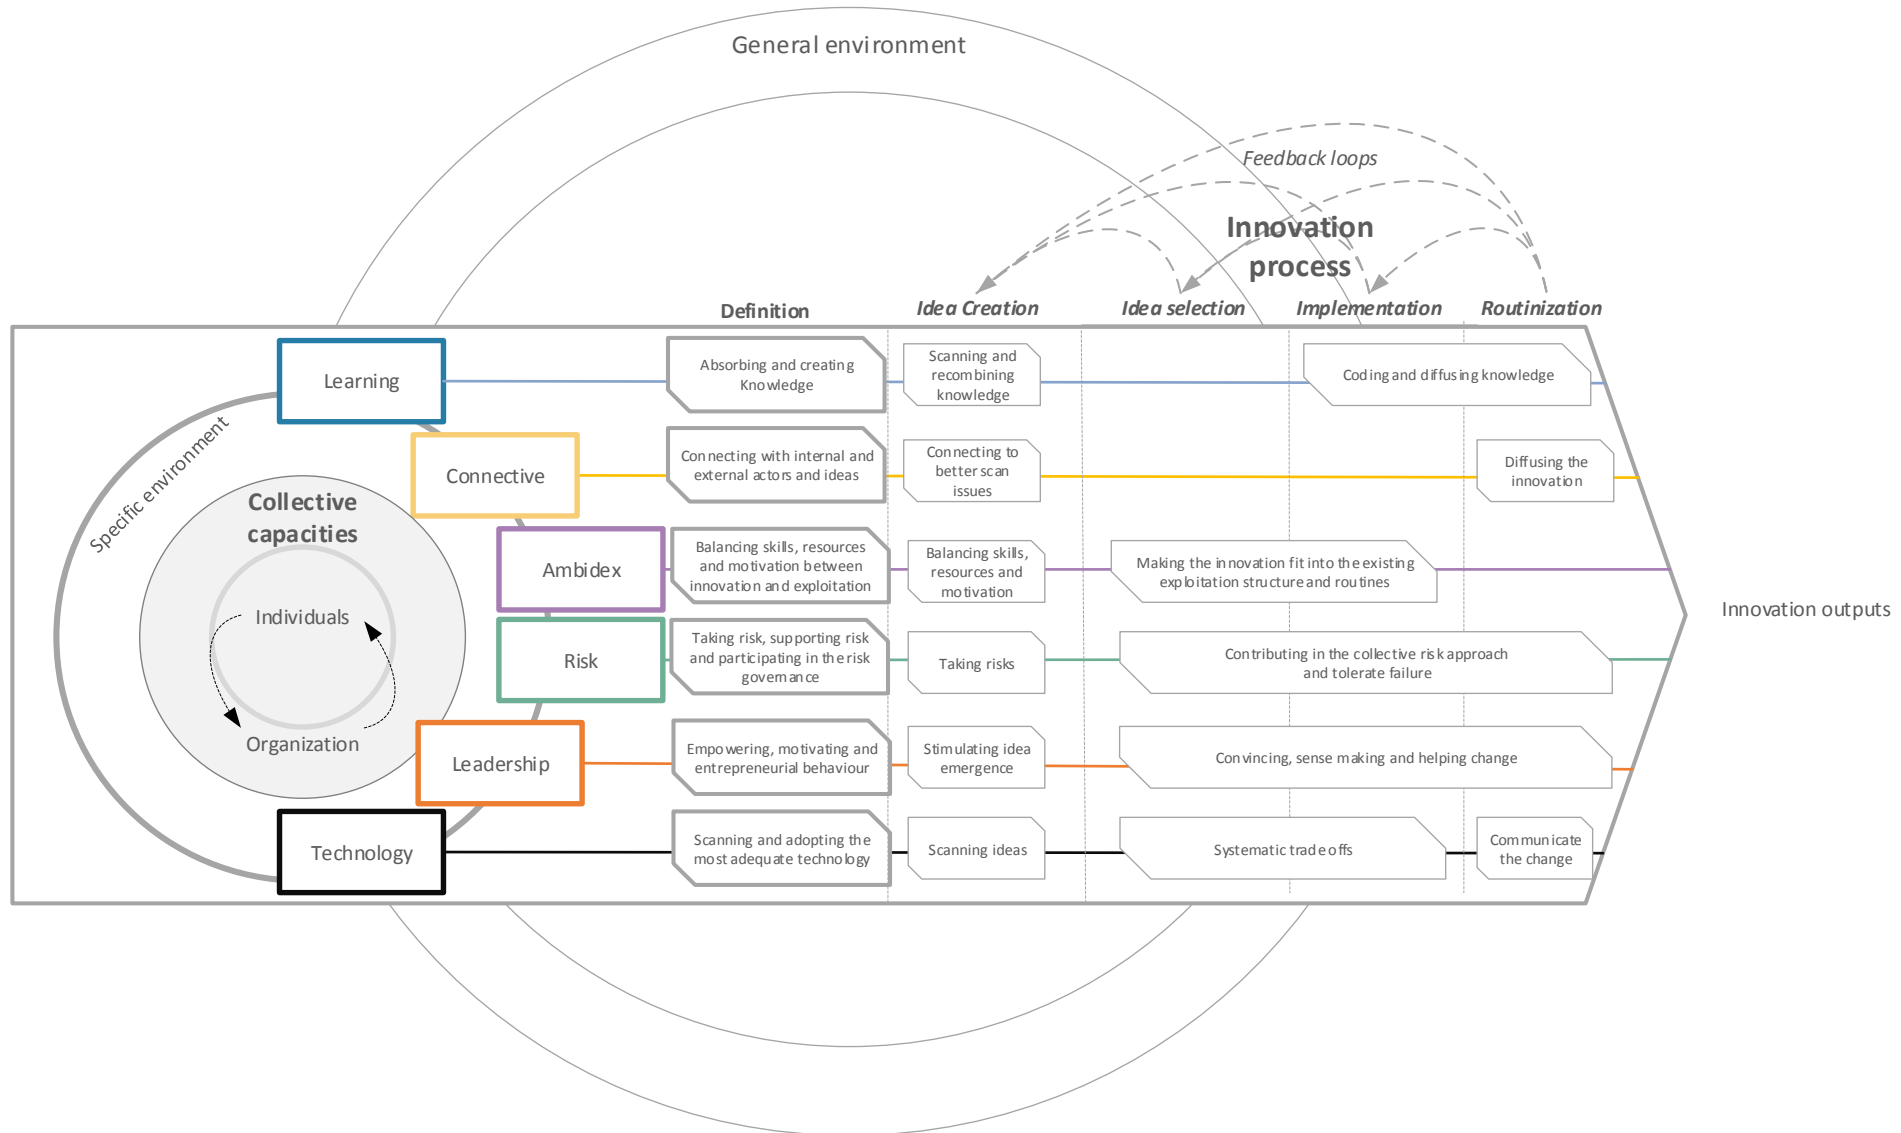 General environment
Feedback loops
Innovation
process
Definition
Idea Creation
Idea selection
Implementation
Routinization
Learning
Absorbing and creating
Knowledge
Scanning and
recombining
knowledge
Coding and diffusing knowledge
Specific environment
Connective
Connecting with internal and
external actors and ideas
Connecting to
better scan
issues
Diffusing the
innovation
Collective
capacities
Individuals
Organization
Ambidex
Balancing skills, resources
and motivation between
innovation and exploitation
Balancing skills,
resources and
motivation
Making the innovation fit into the existing
exploitation structure and routines
Innovation outputs
Risk
Taking risk, supporting risk
and participating in the risk
governance
Taking risks
Contributing in the collective risk approach
and tolerate failure
Leadership
Empowering, motivating and
entrepreneurial behaviour
Stimulating idea
emergence
Convincing, sense making and helping change
Technology
Scanning and adopting the
most adequate technology
Scanning ideas
Systematic trade offs
Communicate
the change